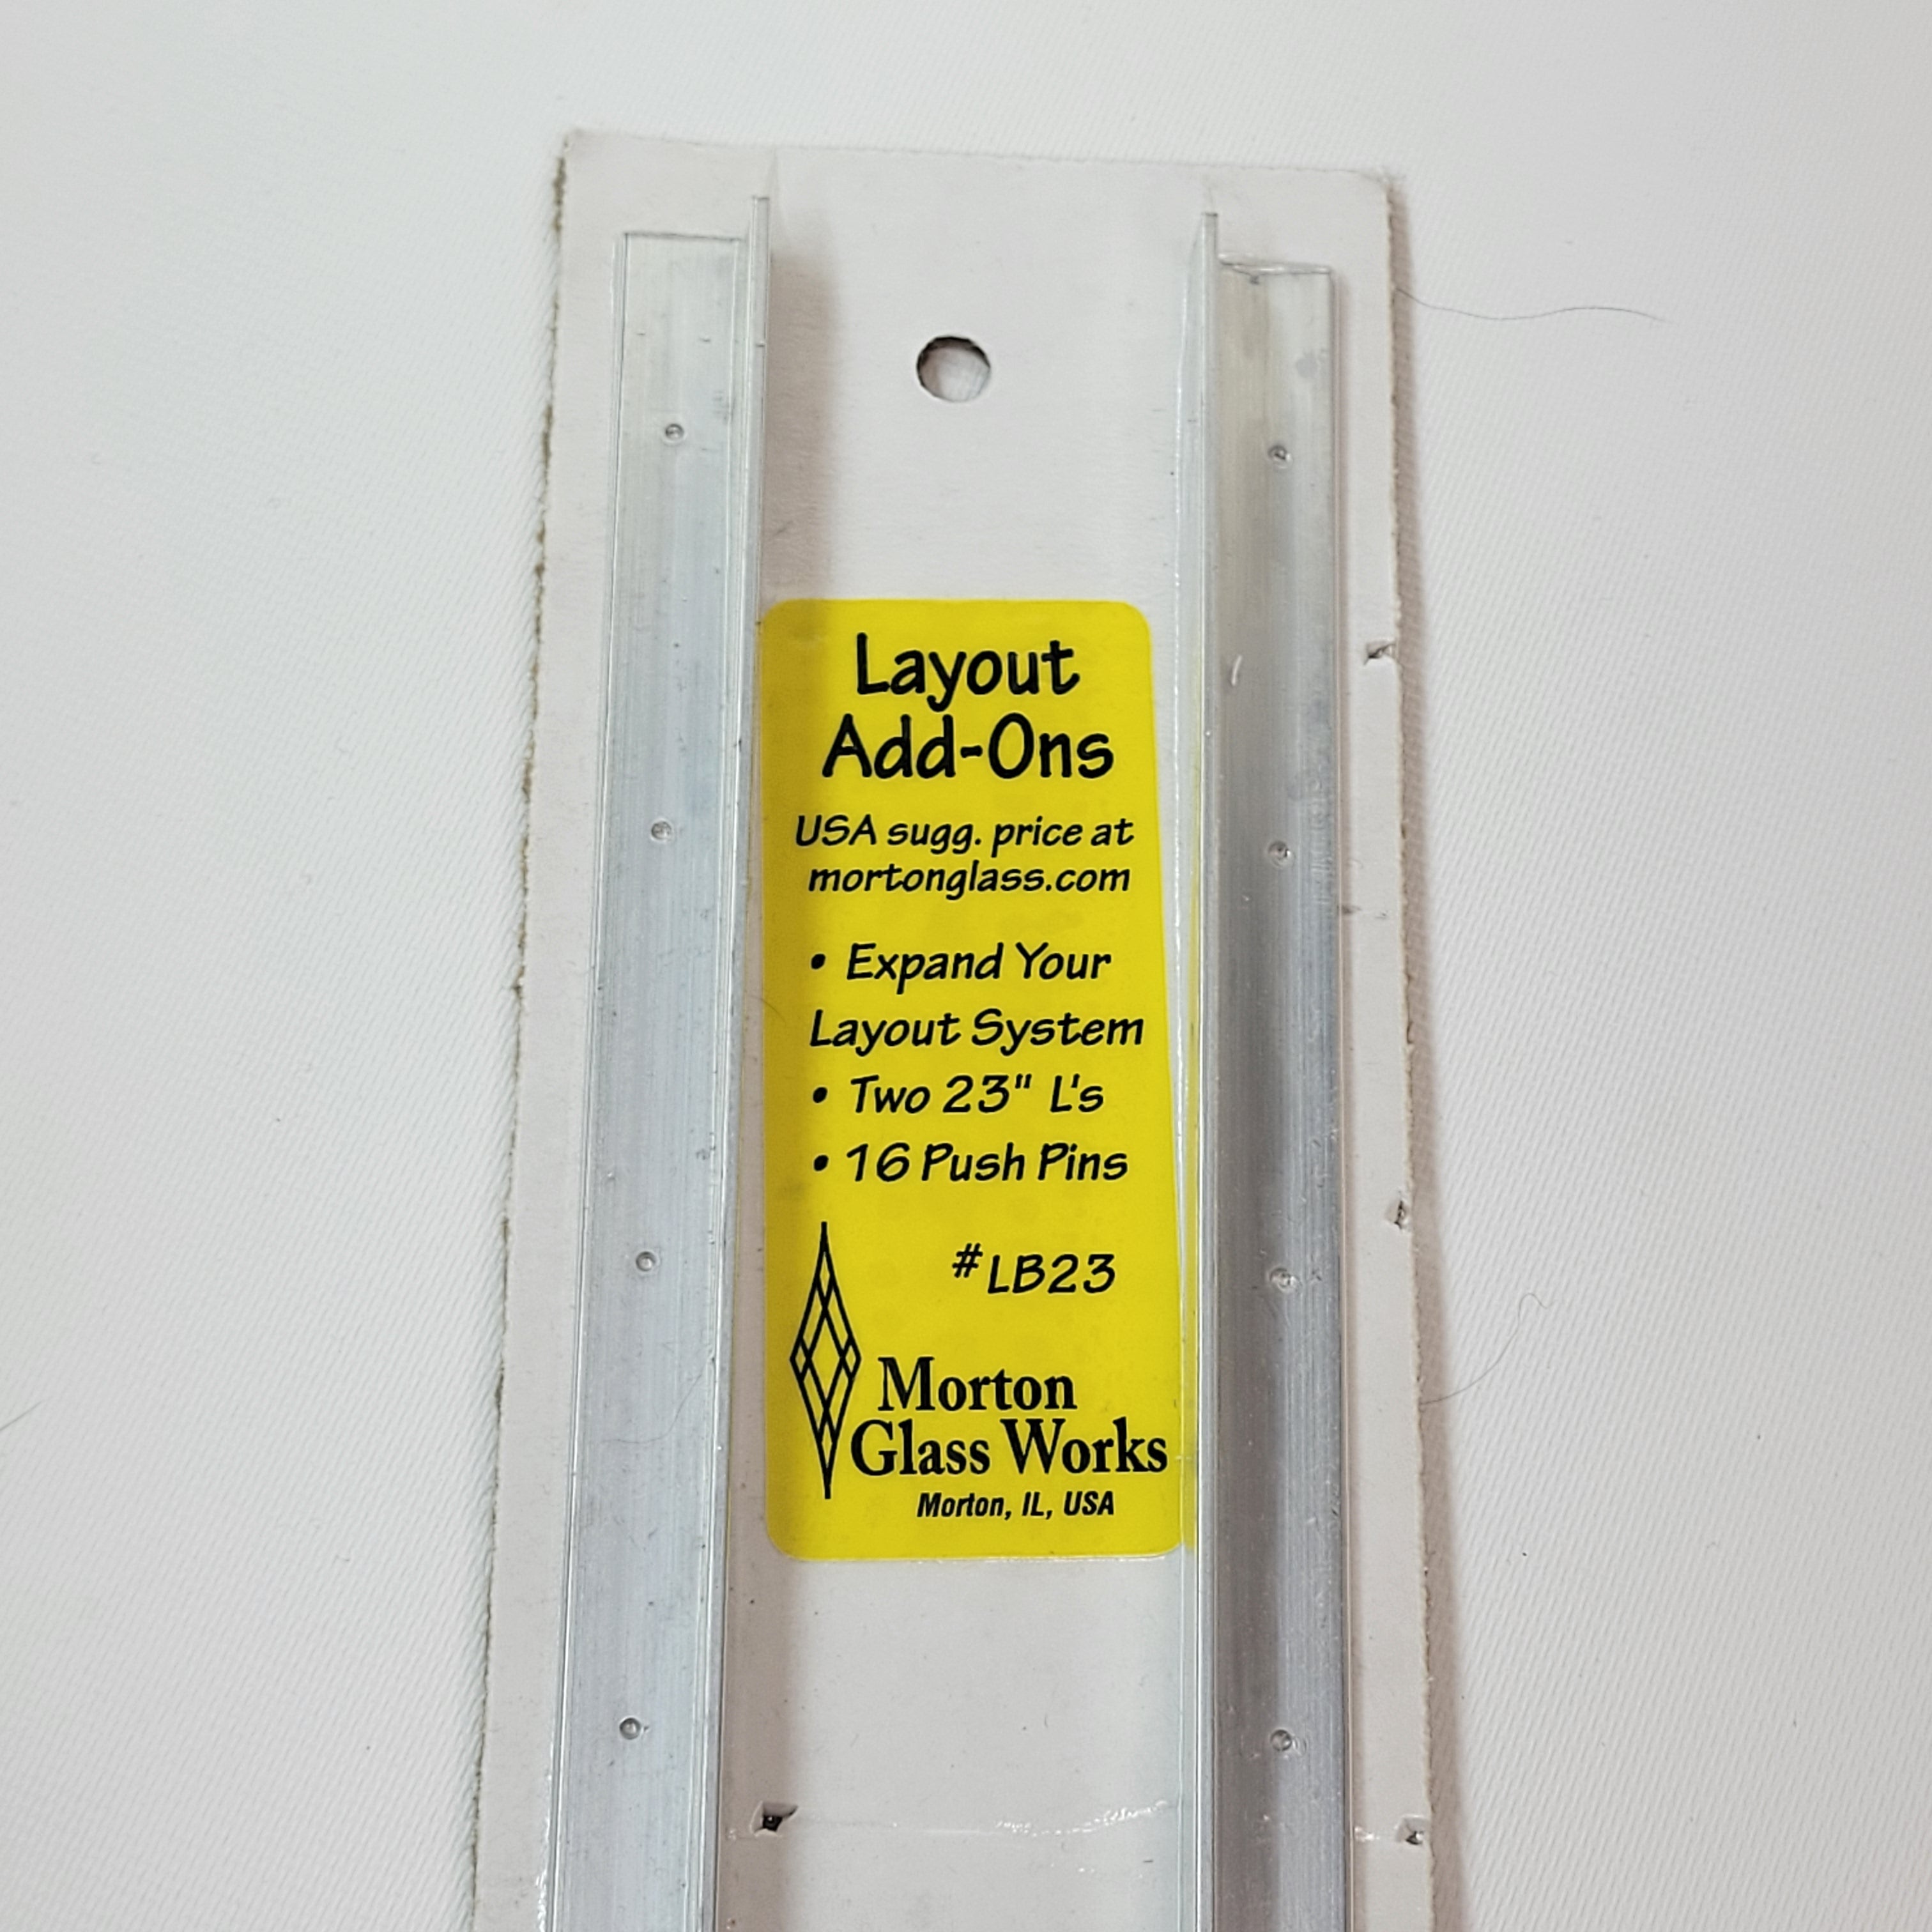 Layout
Add-Ons
USA sugg. price at
mortonglass.com
• Expand Your
Layout System
• Two 23" L's
• 16 Push Pins
#LB23
Morton
Glass Works
Morton, IL, USA